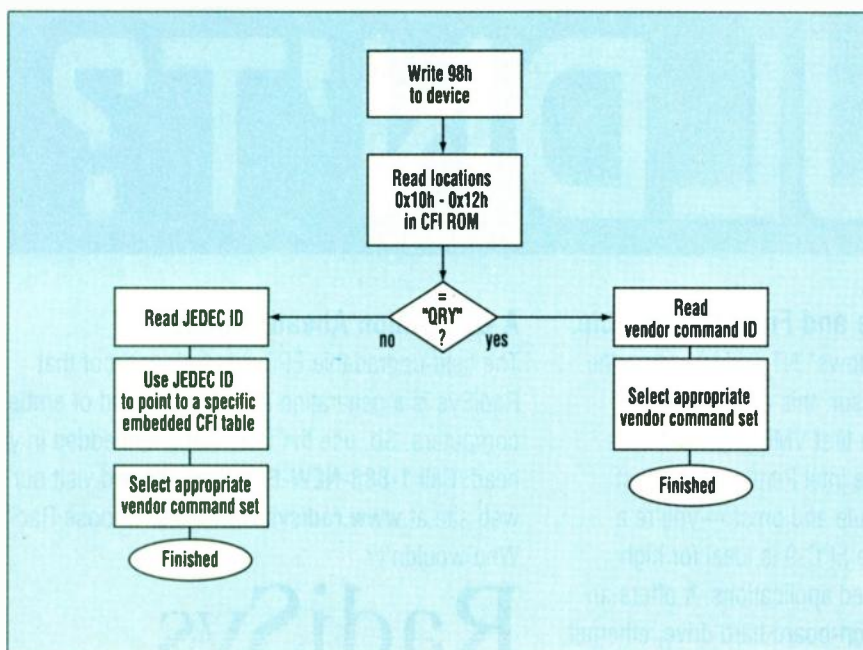 Write 98h
to device
Read locations
0x10h - 0x12h
in CFI ROM
=
"QRY"
?
no
yes
Read JEDEC ID
Use JEDEC ID
to point to a specific
embedded CFI table
Select appropriate
vendor command set
Finished
Read
vendor command ID
Select appropriate
vendor command set
Finished